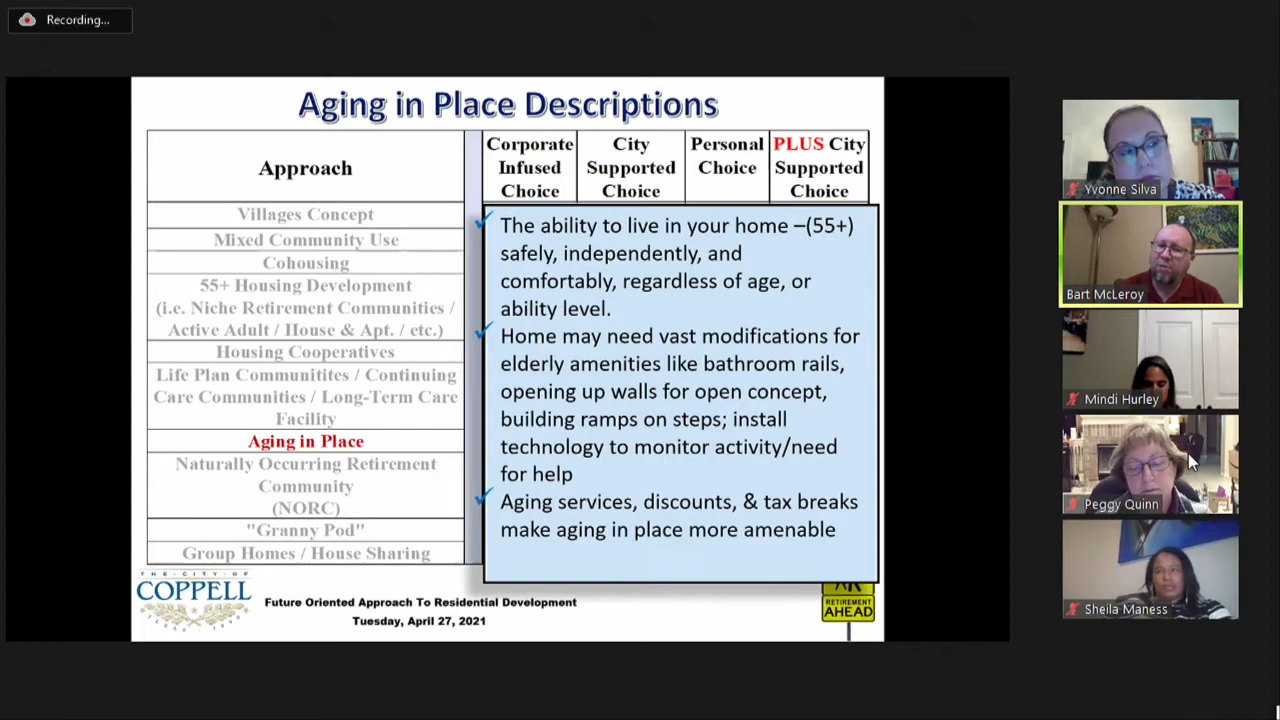 Recording...
Aging in Place Descriptions
Approach
Corporate
Infused
Choice
City
Supported
Choice
Personal
Choice
PLUS City
Supported
Choice
Villages Concept
Mixed Community Use
Cohousing
55+ Housing Development
(i.e. Niche Retirement Communities /
Active Adult / House & Apt. / etc.)
Housing Cooperatives
Life Plan Communitites / Continuing
Care Communities / Long-Term Care
Facility
Aging in Place
Naturally Occurring Retirement
Community
(NORC)
"Granny Pod"
Group Homes / House Sharing
The ability to live in your home –(55+)
safely, independently, and
comfortably, regardless of age, or
ability level.
Home may need vast modifications for
elderly amenities like bathroom rails,
opening up walls for open concept,
building ramps on steps; install
technology to monitor activity/need
for help
Aging services, discounts, & tax breaks
make aging in place more amenable
THE CITY OF
COPPELL
Future Oriented Approach To Residential Development
Tuesday, April 27, 2021
RETIREMENT
AHEAD
Yvonne Silva
Bart McLeroy
Mindi Hurley
Peggy Quinn
Sheila Maness